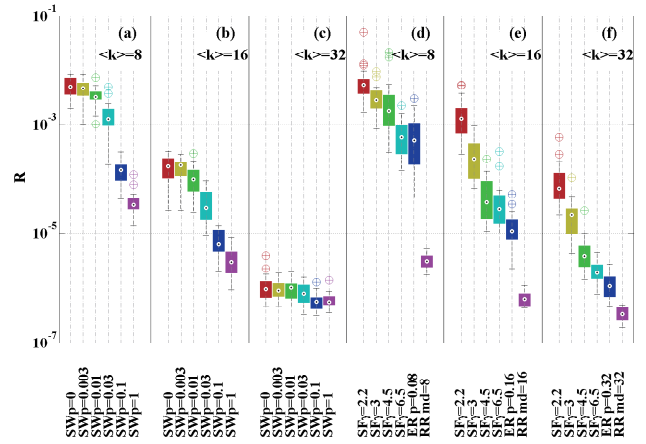 (a)
<k>=8
(b)
<k>=16
(c)
<k>=32
(d)
<k>=8
(e)
<k>=16
(f)
<k>=32
R
10⁻¹
10⁻³
10⁻⁵
10⁻⁷
SWp=0
SWp=0.003
SWp=0.01
SWp=0.03
SWp=0.1
SWp=1
SWp=0
SWp=0.003
SWp=0.01
SWp=0.03
SWp=0.1
SWp=1
SWp=0
SWp=0.003
SWp=0.01
SWp=0.03
SWp=0.1
SWp=1
SFγ=2.2
SFγ=3
SFγ=4.5
SFγ=6.5
ER p=0.08
RR md=8
SFγ=2.2
SFγ=3
SFγ=4.5
SFγ=6.5
ER p=0.16
RR md=16
SFγ=2.2
SFγ=3
SFγ=4.5
SFγ=6.5
ER p=0.32
RR md=32